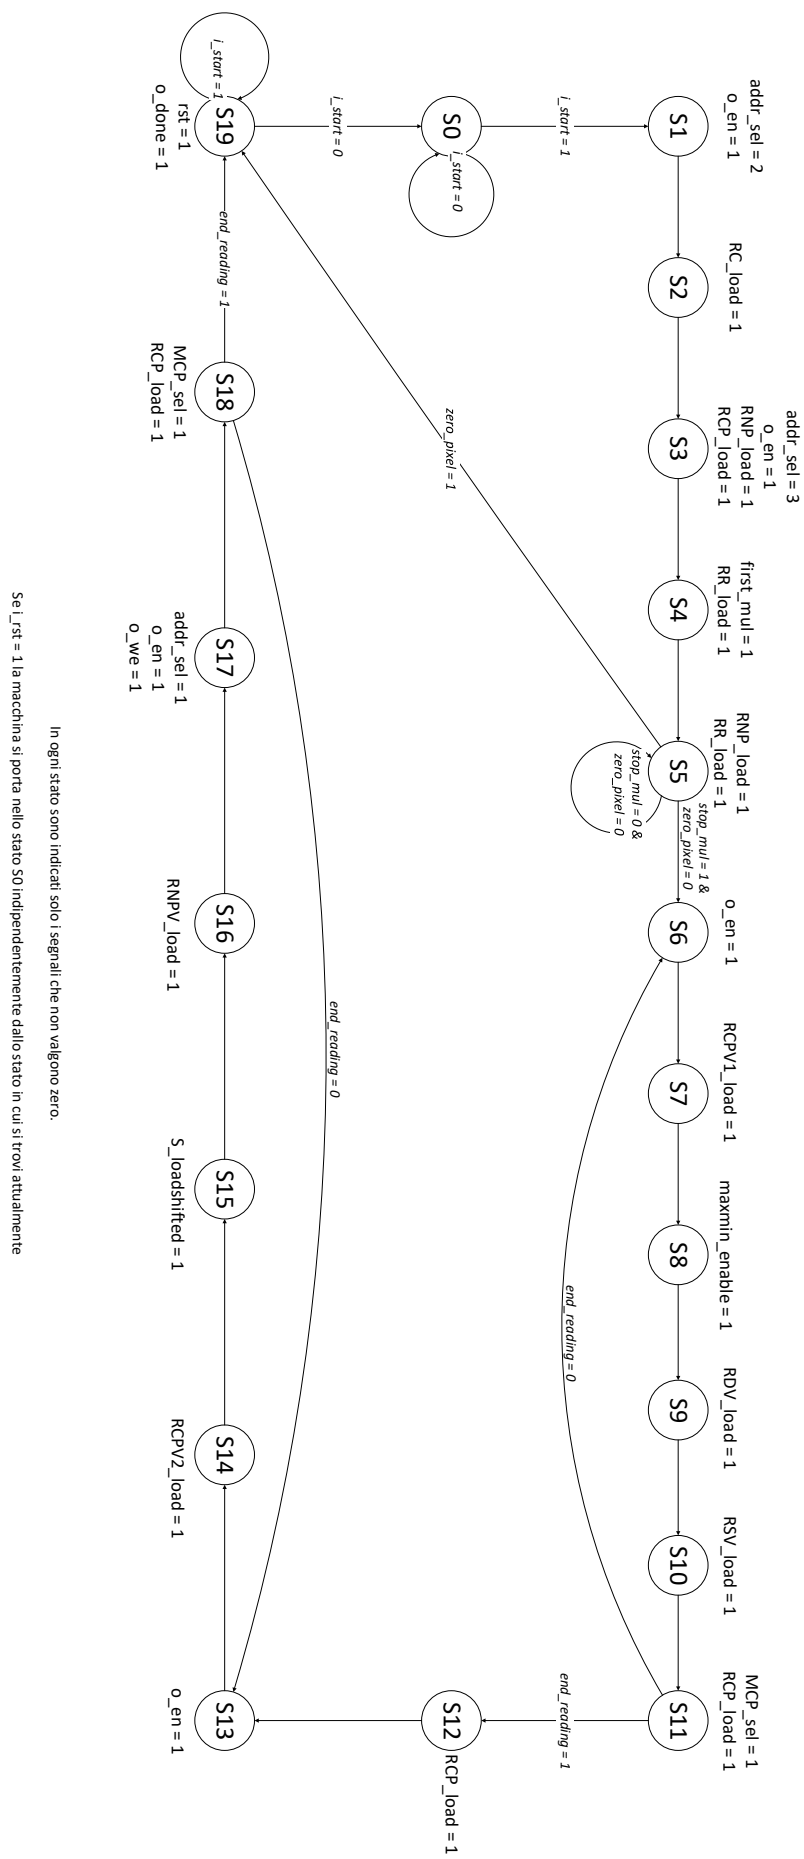 addr_sel = 2
o_en = 1
S1
RC_load = 1
S2
addr_sel = 3
o_en = 1
RNP_load = 1
RCP_load = 1
S3
first_mul = 1
RR_load = 1
S4
RNP_load = 1
RR_load = 1
S5
stop_mul = 1 &
zero_pixel = 0
stop_mul = 0 &
zero_pixel = 0
o_en = 1
S6
RCPV1_load = 1
S7
maxmin_enable = 1
S8
RDV_load = 1
S9
RSV_load = 1
S10
MCP_sel = 1
RCP_load = 1
S11
i_start = 1
end_reading = 0
end_reading = 1
S0
i_start = 0
zero_pixel = 1
S12
RCP_load = 1
i_start = 0
end_reading = 0
i_start = 1
S19
rst = 1
o_done = 1
end_reading = 1
S18
MCP_sel = 1
RCP_load = 1
S17
addr_sel = 1
o_en = 1
o_we = 1
S16
RNPV_load = 1
S15
S_loadshifted = 1
S14
RCPV2_load = 1
S13
o_en = 1
In ogni stato sono indicati solo i segnali che non valgono zero.
Se i_rst = 1 la macchina si porta nello stato S0 indipendentemente dallo stato in cui si trovi attualmente